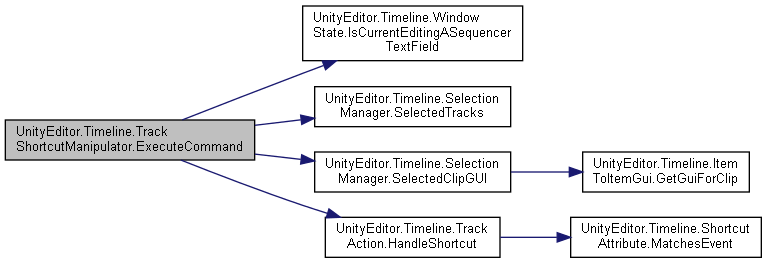 UnityEditor.Timeline.Window
State.IsCurrentEditingASequencer
TextField
UnityEditor.Timeline.Selection
Manager.SelectedTracks
UnityEditor.Timeline.Track
ShortcutManipulator.ExecuteCommand
UnityEditor.Timeline.Selection
Manager.SelectedClipGUI
UnityEditor.Timeline.Item
ToItemGui.GetGuiForClip
UnityEditor.Timeline.Track
Action.HandleShortcut
UnityEditor.Timeline.Shortcut
Attribute.MatchesEvent